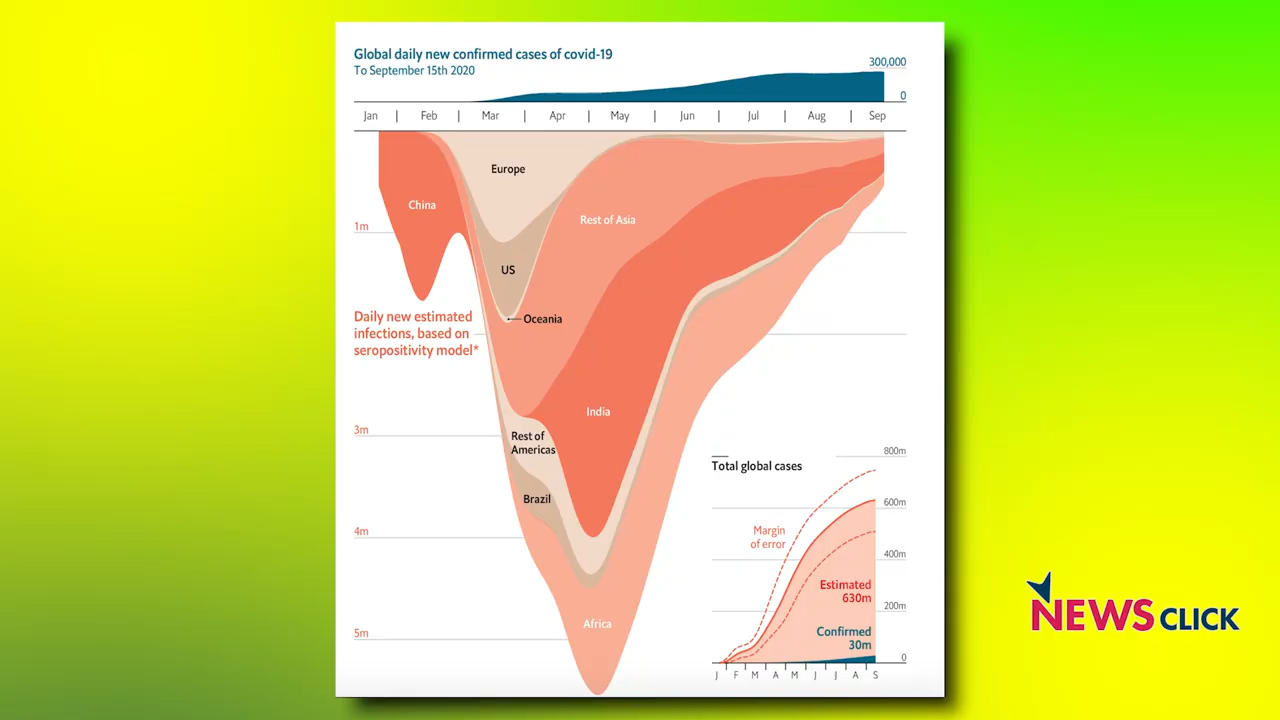 Global daily new confirmed cases of covid-19
To September 15th 2020
300,000
0
Jan | Feb | Mar | Apr | May | Jun | Jul | Aug | Sep
Europe
China
Rest of Asia
1m
US
Daily new estimated
infections, based on
seropositivity model*
Oceania
India
3m
Rest of
Americas
Brazil
4m
Africa
5m
Total global cases
800m
600m
Margin
of error
400m
Estimated
630m
200m
Confirmed
30m
0
J F M A M J J A S
NEWSCLICK